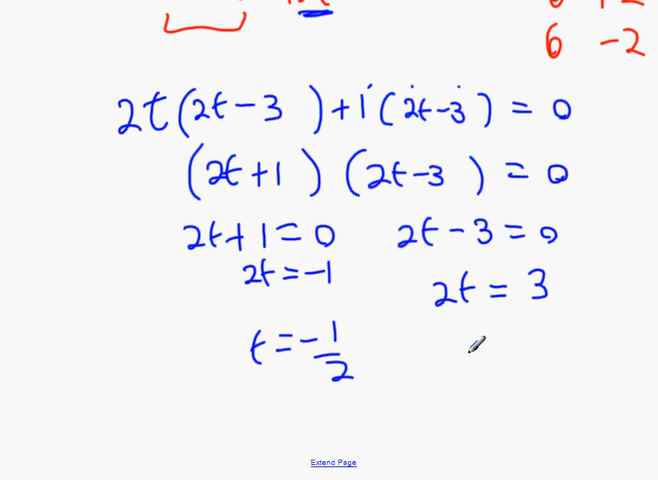 6 -2
2t(2t-3)+1(2t-3)=0
(2t+1)(2t-3)=0
2t+1=0 2t-3=0
2t=-1 2t=3
t=-1/2
Extend Page